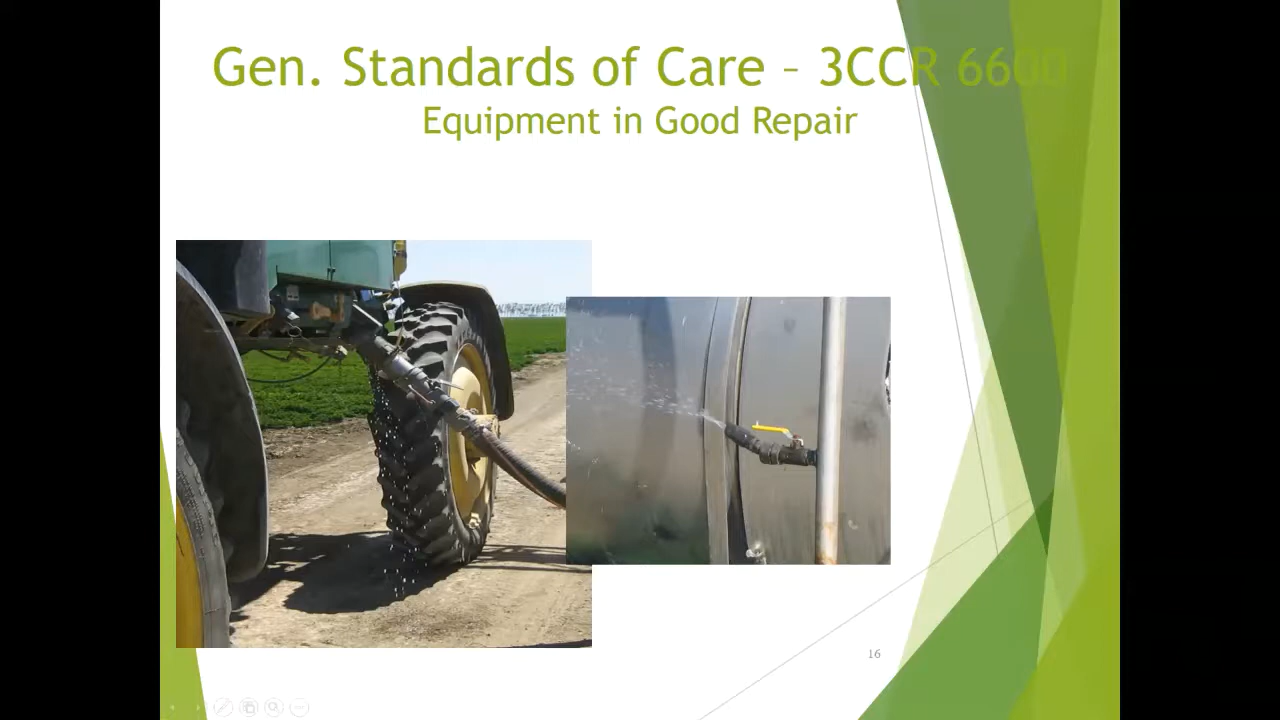 Gen. Standards of Care – 3CCR 6600
Equipment in Good Repair
16